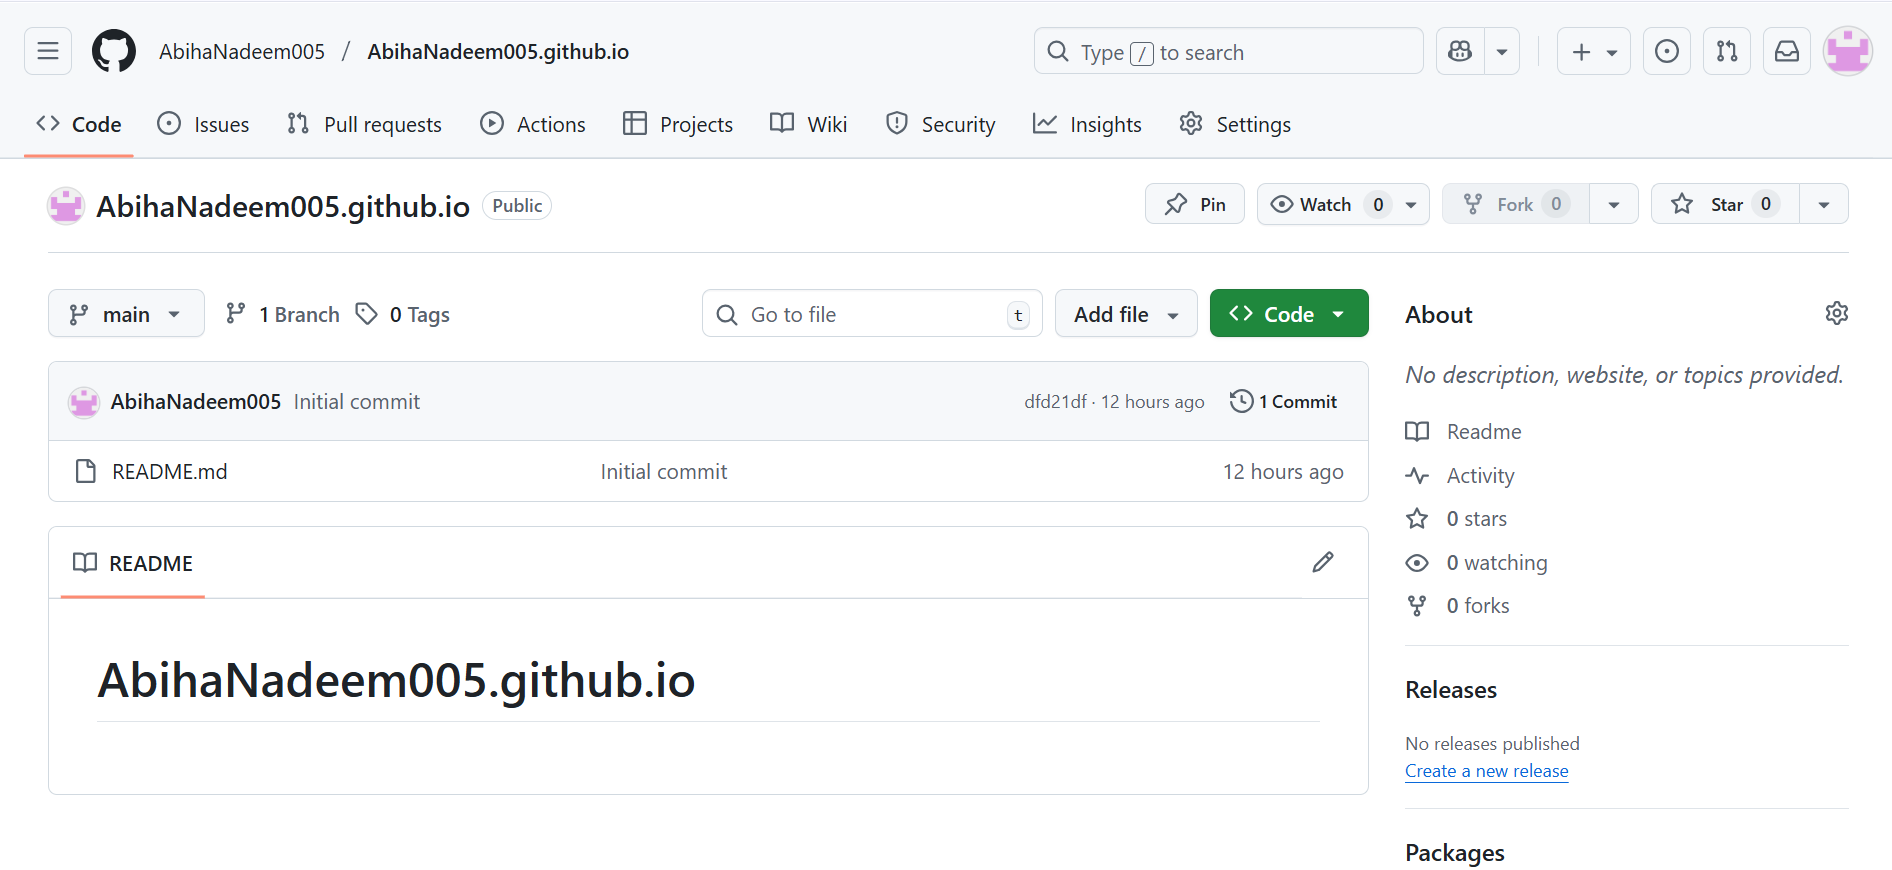 AbihaNadeem005 / AbihaNadeem005.github.io
Type / to search
Code Issues Pull requests Actions Projects Wiki Security Insights Settings
AbihaNadeem005.github.io Public
Pin Watch 0 Fork 0 Star 0
main 1 Branch 0 Tags
Go to file t
Add file Code
AbihaNadeem005 Initial commit dfd21df · 12 hours ago 1 Commit
README.md Initial commit 12 hours ago
README
AbihaNadeem005.github.io
About
No description, website, or topics provided.
Readme
Activity
0 stars
0 watching
0 forks
Releases
No releases published
Create a new release
Packages